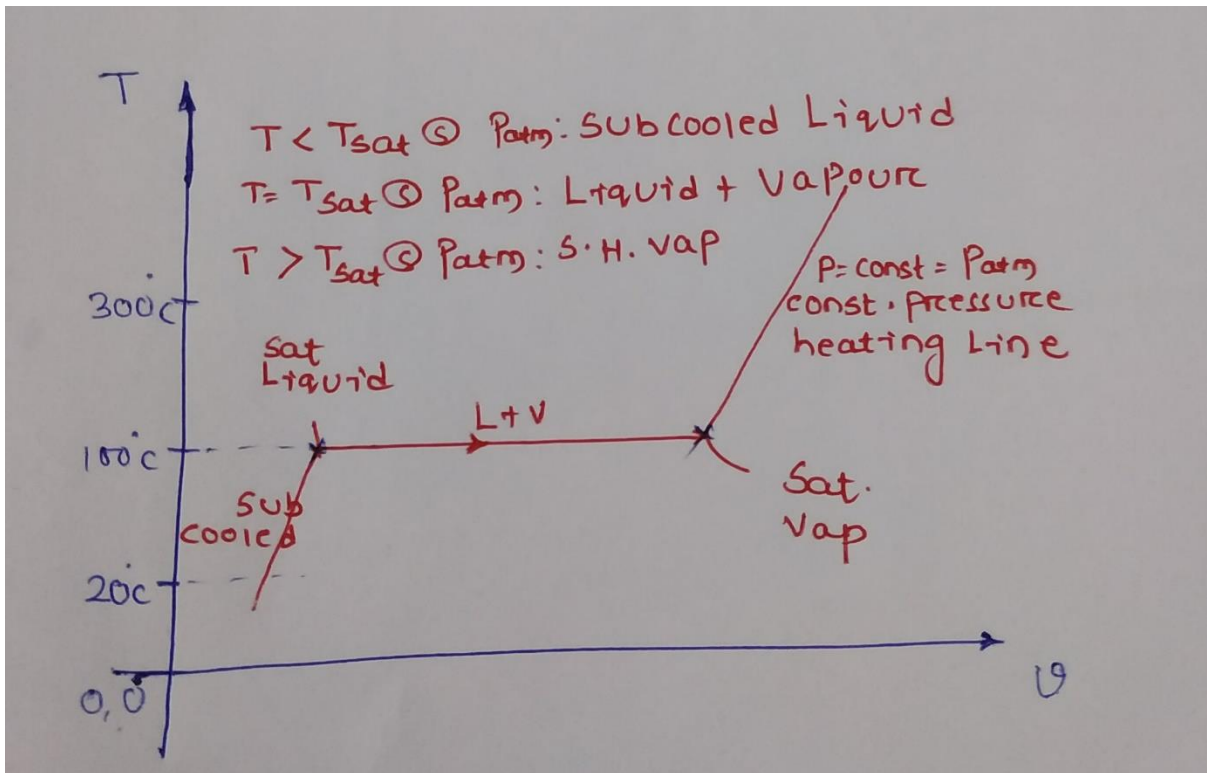 T
T < Tsat @ Patm: Subcooled Liquid
T = Tsat @ Patm: Liquid + Vapour
T > Tsat @ Patm: S.H. vap
P = const = Patm
const. pressure
heating Line
300°C
Sat
Liquid
L+V
100°C
Sub
cooled
Sat.
Vap
20°C
0,0
v